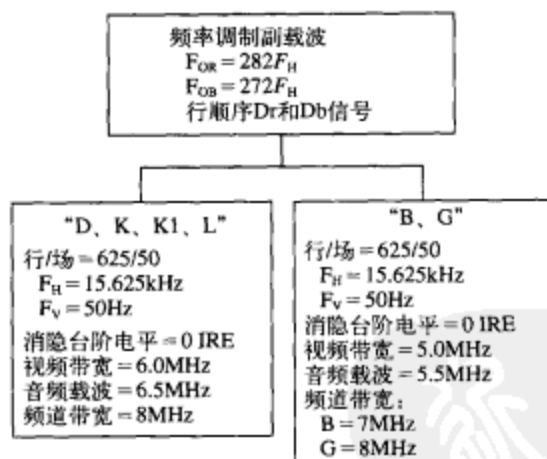 频率调制副载波
F_OR = 282F_H
F_OB = 272F_H
行顺序Dr和Db信号
“D、K、K1、L”
行/场 = 625/50
F_H = 15.625kHz
F_V = 50Hz
消隐台阶电平 = 0 IRE
视频带宽 = 6.0MHz
音频载波 = 6.5MHz
频道带宽 = 8MHz
“B、G”
行/场 = 625/50
F_H = 15.625kHz
F_V = 50Hz
消隐台阶电平 = 0 IRE
视频带宽 = 5.0MHz
音频载波 = 5.5MHz
频道带宽：
B = 7MHz
G = 8MHz